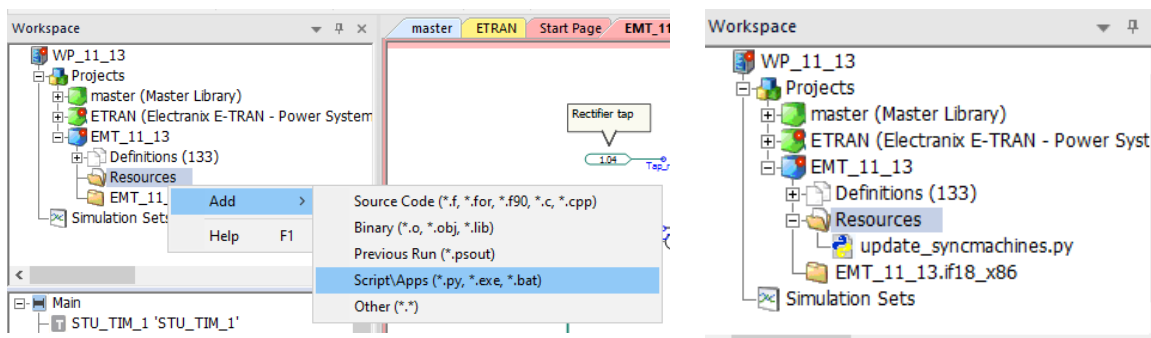 Workspace
WP_11_13
Projects
master (Master Library)
ETRAN (Electranix E-TRAN - Power System
EMT_11_13
Definitions (133)
Resources
EMT_11_
Simulation Sets
Add
Help F1
Source Code (*.f, *.for, *.f90, *.c, *.cpp)
Binary (*.o, *.obj, *.lib)
Previous Run (*.psout)
Script\Apps (*.py, *.exe, *.bat)
Other (*.*)
Main
STU_TIM_1 'STU_TIM_1'
master ETRAN Start Page EMT_11
Rectifier tap
1.04
Workspace
WP_11_13
Projects
master (Master Library)
ETRAN (Electranix E-TRAN - Power Syst
EMT_11_13
Definitions (133)
Resources
update_syncmachines.py
EMT_11_13.if18_x86
Simulation Sets